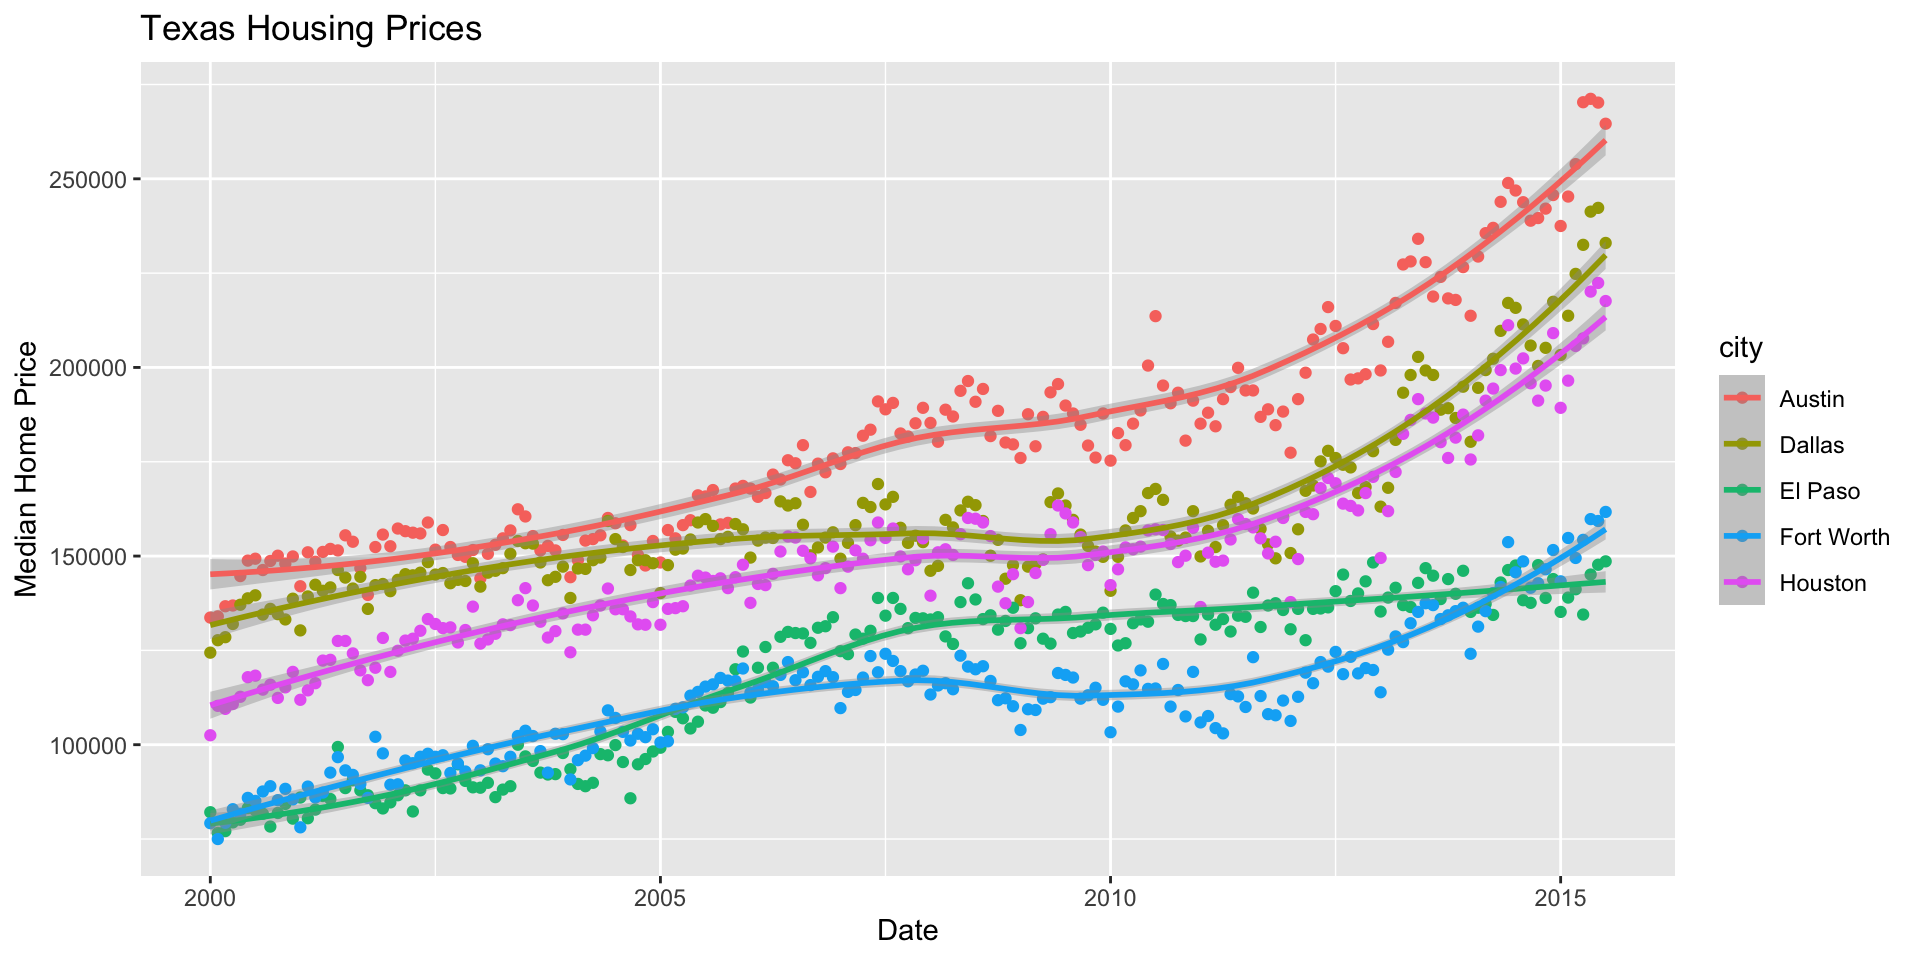 Texas Housing Prices
Median Home Price
250000
200000
150000
100000
2000 2005 2010 2015
Date
city
Austin
Dallas
El Paso
Fort Worth
Houston